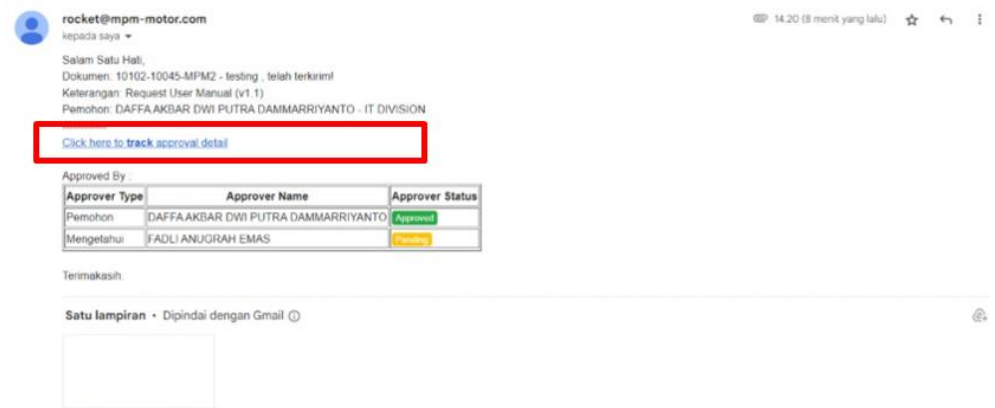 rocket@mpm-motor.com
14.20 (8 menit yang lalu)
kepada saya
Salam Satu Hati,
Dokumen: 10102-10045-MPM2 - testing , telah terkirim!
Keterangan: Request User Manual (v1.1)
Pemohon: DAFFA AKBAR DWI PUTRA DAMMARRIYANTO - IT DIVISION
Click here to track approval detail
Approved By :
Approver Type Approver Name Approver Status
Pemohon DAFFA AKBAR DWI PUTRA DAMMARRIYANTO Approved
Mengetahui FADLI ANUGRAH EMAS Pending
Terimakasih.
Satu lampiran • Dipindai dengan Gmail